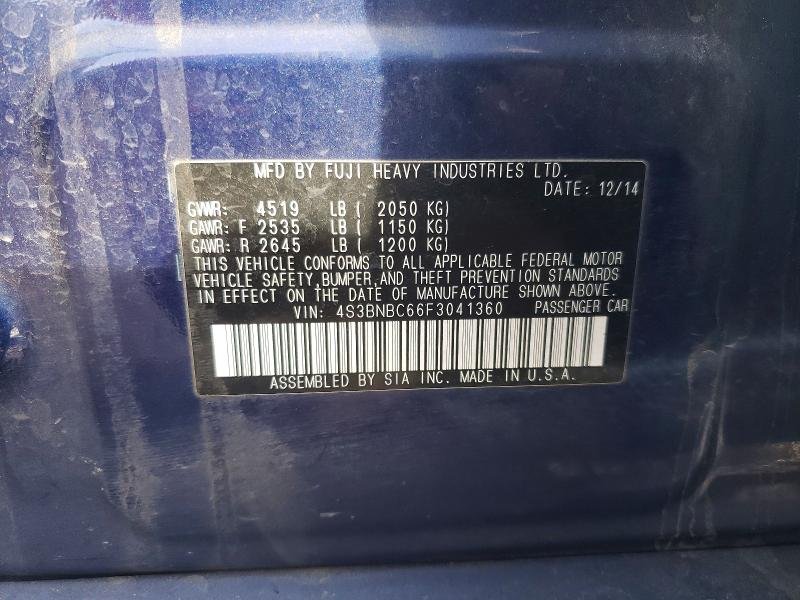 MFD BY FUJI HEAVY INDUSTRIES LTD.
DATE: 12/14
GVWR: 4519 LB ( 2050 KG)
GAWR: F 2535 LB ( 1150 KG)
GAWR: R 2645 LB ( 1200 KG)
THIS VEHICLE CONFORMS TO ALL APPLICABLE FEDERAL MOTOR
VEHICLE SAFETY,BUMPER,AND THEFT PREVENTION STANDARDS
IN EFFECT ON THE DATE OF MANUFACTURE SHOWN ABOVE.
VIN: 4S3BNBC66F3041360 PASSENGER CAR
ASSEMBLED BY SIA INC. MADE IN U.S.A.